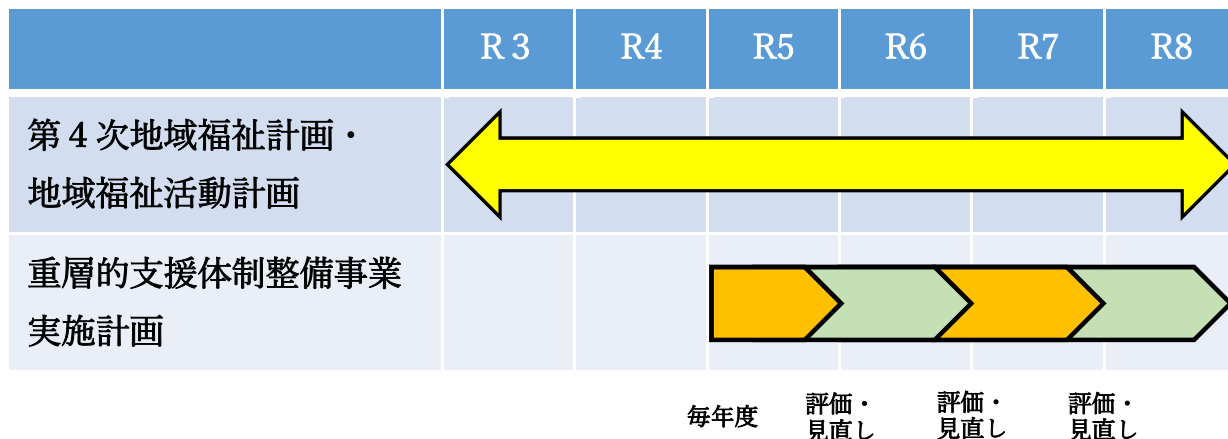 R 3 R4 R5 R6 R7 R8
第4次地域福祉計画・
地域福祉活動計画
重層的支援体制整備事業
実施計画
毎年度
評価・
見直し
評価・
見直し
評価・
見直し